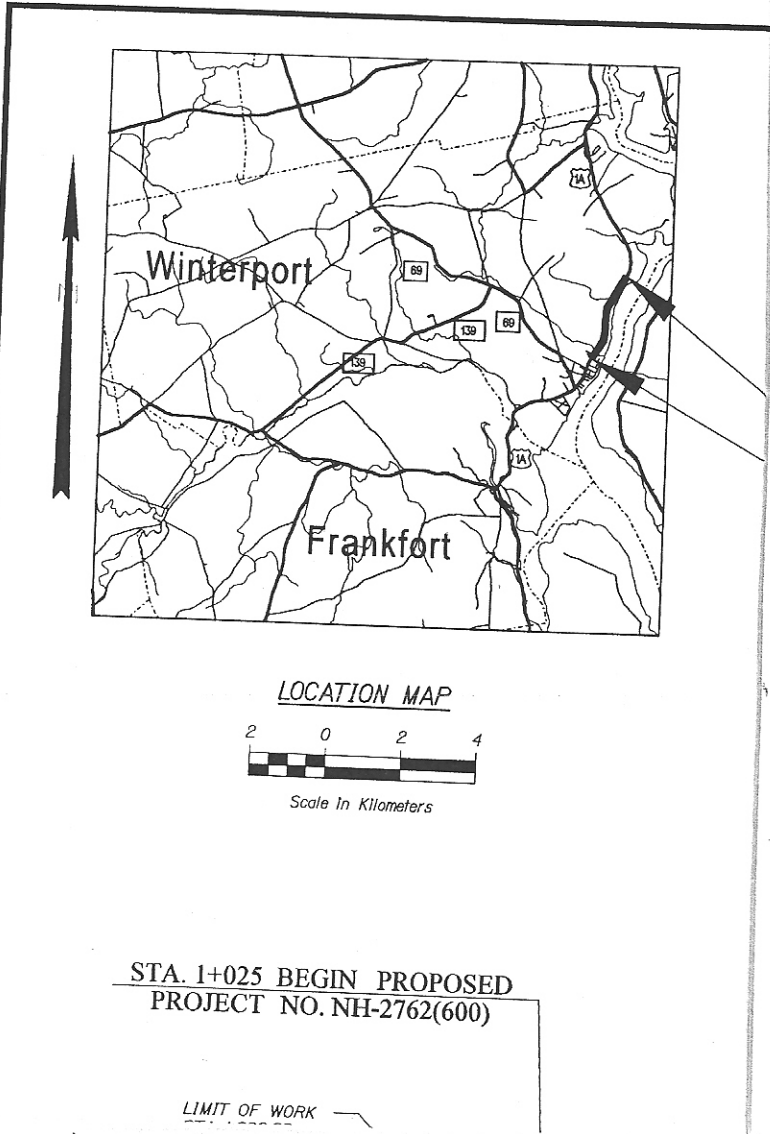 1A
Winterport
69
139
69
139
1A
Frankfort
LOCATION MAP
2 0 2 4
Scale in Kilometers
STA. 1+025 BEGIN PROPOSED
PROJECT NO. NH-2762(600)
LIMIT OF WORK